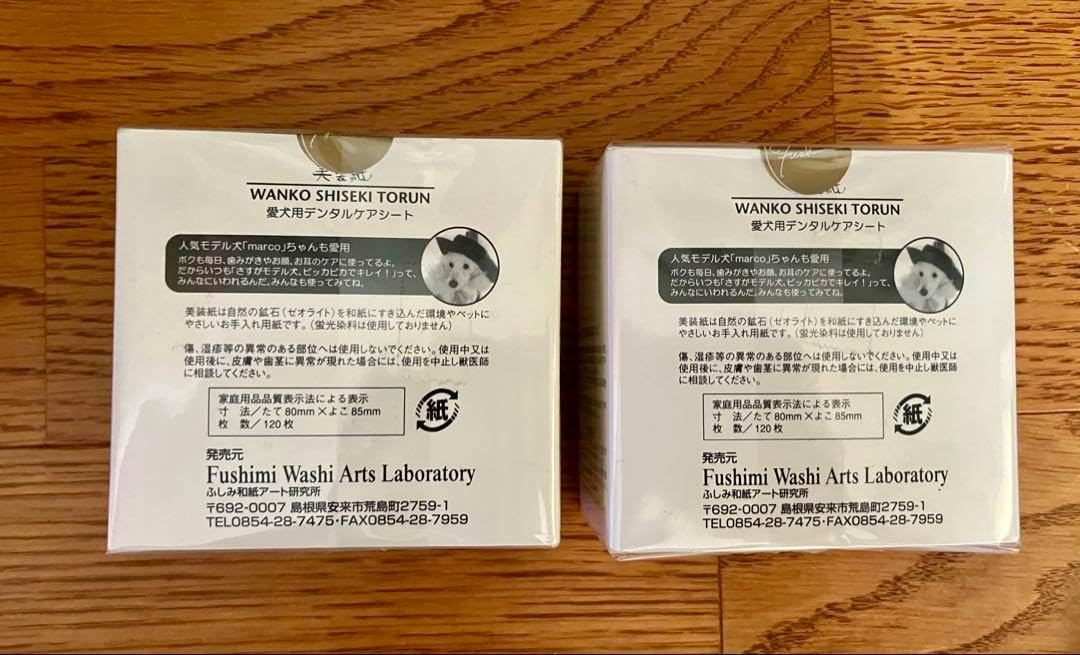 美装紙
WANKO SHISEKI TORUN
愛犬用デンタルケアシート
人気モデル犬「marco」ちゃんも愛用
ボクも毎日、歯みがきやお顔、お耳のケアに使ってるよ。
だからいつも「さすがモデル犬、ピッカピカでキレイ！」って、
みんなにいわれるんだ。みんなも使ってみてね。
美装紙は自然の鉱石（ゼオライト）を和紙にすき込んだ環境やペットに
やさしいお手入れ用紙です。（蛍光染料は使用しておりません）
傷、湿疹等の異常のある部位へは使用しないでください。使用中又は
使用後に、皮膚や歯茎に異常が現れた場合には、使用を中止し獣医師
に相談してください。
家庭用品品質表示法による表示
寸 法／たて80mm×よこ85mm
枚 数／120枚
紙
発売元
Fushimi Washi Arts Laboratory
ふしみ和紙アート研究所
〒692-0007 島根県安来市荒島町2759-1
TEL0854-28-7475・FAX0854-28-7959
WANKO SHISEKI TORUN
愛犬用デンタルケアシート
人気モデル犬「marco」ちゃんも愛用
ボクも毎日、歯みがきやお顔、お耳のケアに使ってるよ。
だからいつも「さすがモデル犬、ピッカピカでキレイ！」って、
みんなにいわれるんだ。みんなも使ってみてね。
美装紙は自然の鉱石（ゼオライト）を和紙にすき込んだ環境やペットに
やさしいお手入れ用紙です。（蛍光染料は使用しておりません）
傷、湿疹等の異常のある部位へは使用しないでください。使用中又は
使用後に、皮膚や歯茎に異常が現れた場合には、使用を中止し獣医師
に相談してください。
家庭用品品質表示法による表示
寸 法／たて80mm×よこ85mm
枚 数／120枚
紙
発売元
Fushimi Washi Arts Laboratory
ふしみ和紙アート研究所
〒692-0007 島根県安来市荒島町2759-1
TEL0854-28-7475・FAX0854-28-7959